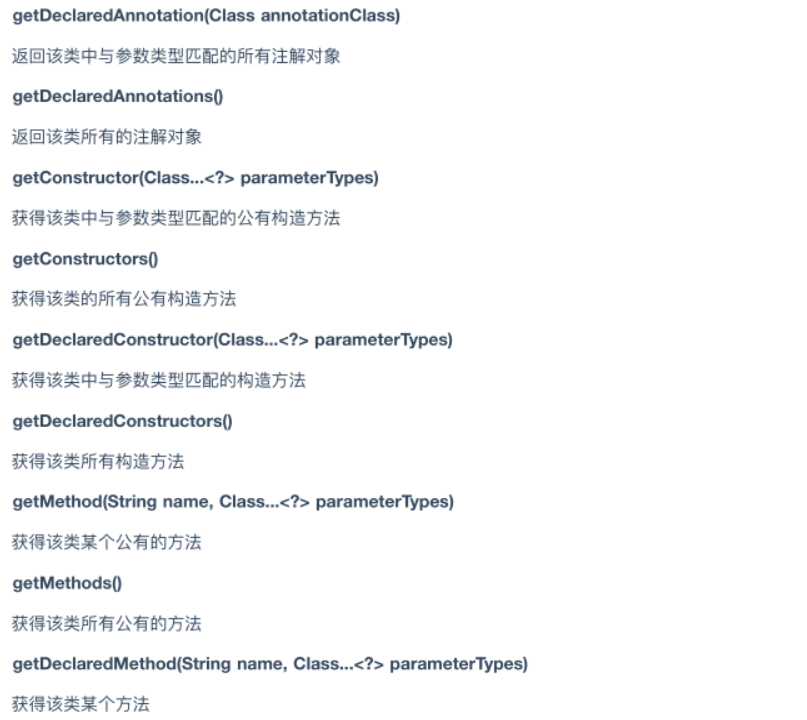 getDeclaredAnnotation(Class annotationClass)
返回该类中与参数类型匹配的所有注解对象
getDeclaredAnnotations()
返回该类所有的注解对象
getConstructor(Class...<?> parameterTypes)
获得该类中与参数类型匹配的公有构造方法
getConstructors()
获得该类的所有公有构造方法
getDeclaredConstructor(Class...<?> parameterTypes)
获得该类中与参数类型匹配的构造方法
getDeclaredConstructors()
获得该类所有构造方法
getMethod(String name, Class...<?> parameterTypes)
获得该类某个公有的方法
getMethods()
获得该类所有公有的方法
getDeclaredMethod(String name, Class...<?> parameterTypes)
获得该类某个方法